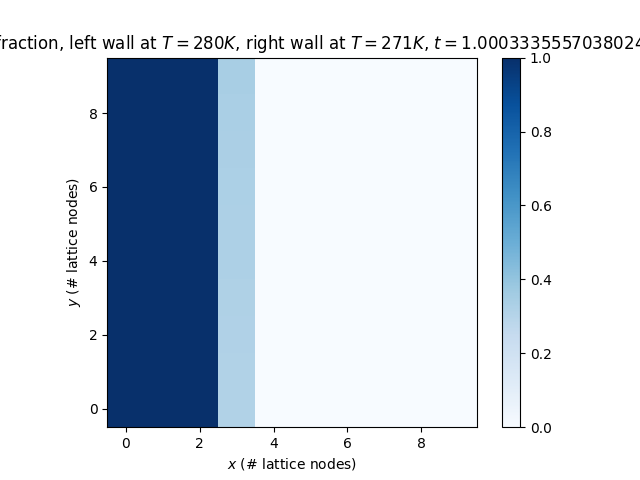 fraction, left wall at T = 280K, right wall at T = 271K, t = 1.0003335557038024
1.0
0.8
0.6
0.4
0.2
0.0
8
6
4
2
0
y (# lattice nodes)
0 2 4 6 8
x (# lattice nodes)